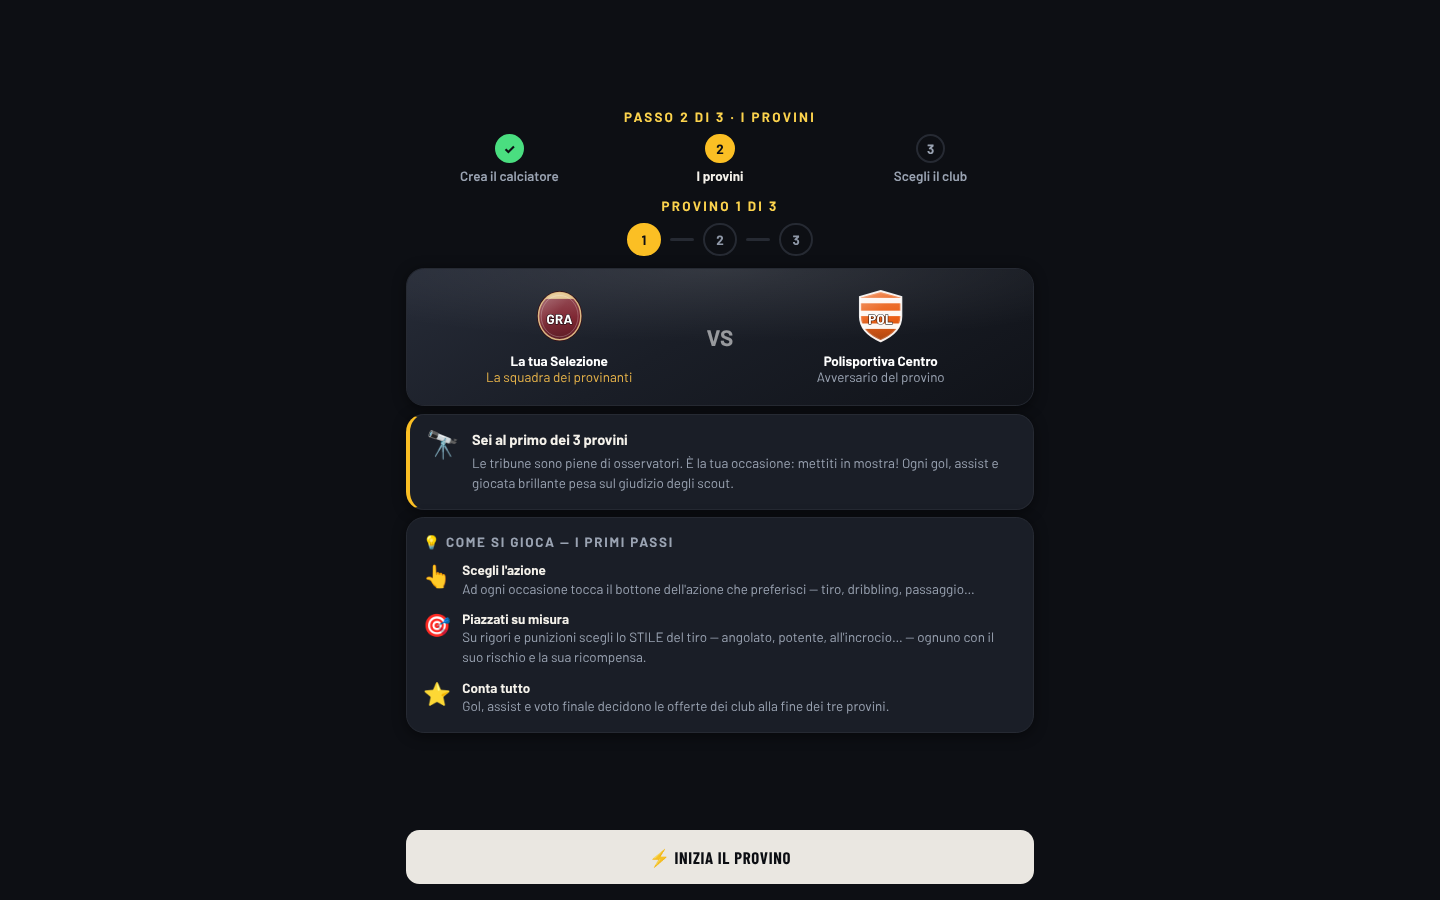 PASSO 2 DI 3 · I PROVINI
2
3
Crea il calciatore
I provini
Scegli il club
PROVINO 1 DI 3
1
2
3
GRA
POL
VS
La tua Selezione
Polisportiva Centro
La squadra dei provinanti
Avversario del provino
Sei al primo dei 3 provini
Le tribune sono piene di osservatori. È la tua occasione: mettiti in mostra! Ogni gol, assist e
giocata brillante pesa sul giudizio degli scout.
COME SI GIOCA — I PRIMI PASSI
Scegli l'azione
Ad ogni occasione tocca il bottone dell'azione che preferisci — tiro, dribbling, passaggio...
Piazzati su misura
Su rigori e punizioni scegli lo STILE del tiro — angolato, potente, all'incrocio... — ognuno con il
suo rischio e la sua ricompensa.
Conta tutto
Gol, assist e voto finale decidono le offerte dei club alla fine dei tre provini.
⚡ INIZIA IL PROVINO